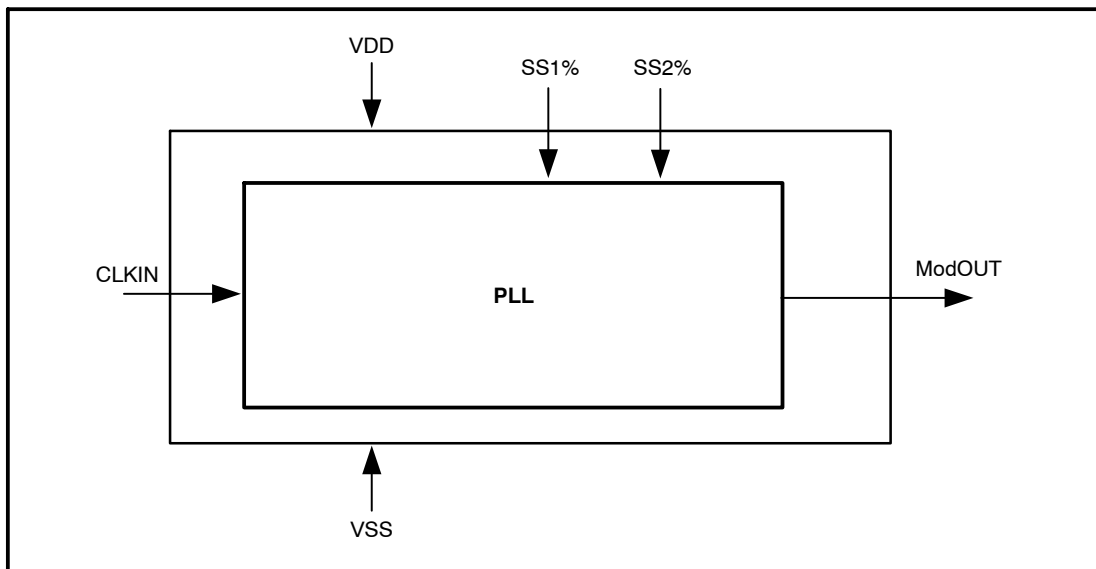 VDD
SS1%
SS2%
CLKIN
ModOUT
PLL
VSS